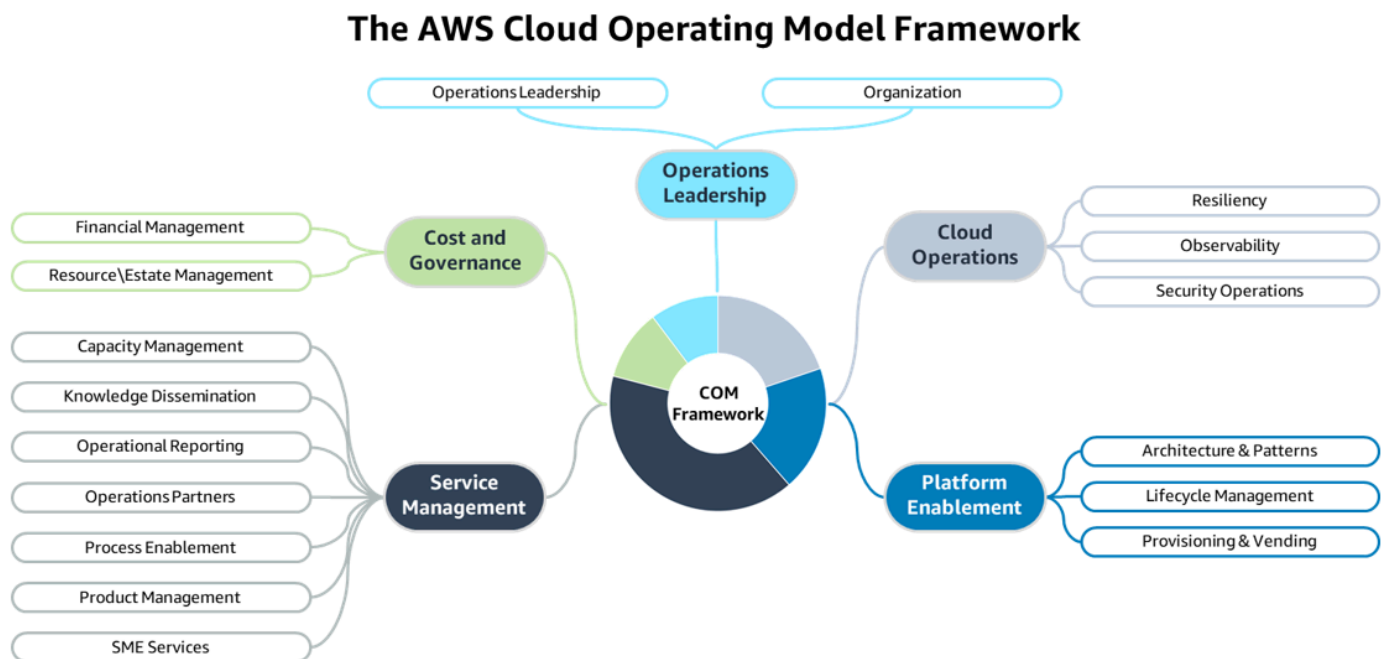 The AWS Cloud Operating Model Framework
Operations Leadership
Organization
Operations
Leadership
Financial Management
Resource\Estate Management
Cost and
Governance
Cloud
Operations
Resiliency
Observability
Security Operations
COM
Framework
Capacity Management
Knowledge Dissemination
Operational Reporting
Operations Partners
Process Enablement
Product Management
SME Services
Service
Management
Platform
Enablement
Architecture & Patterns
Lifecycle Management
Provisioning & Vending